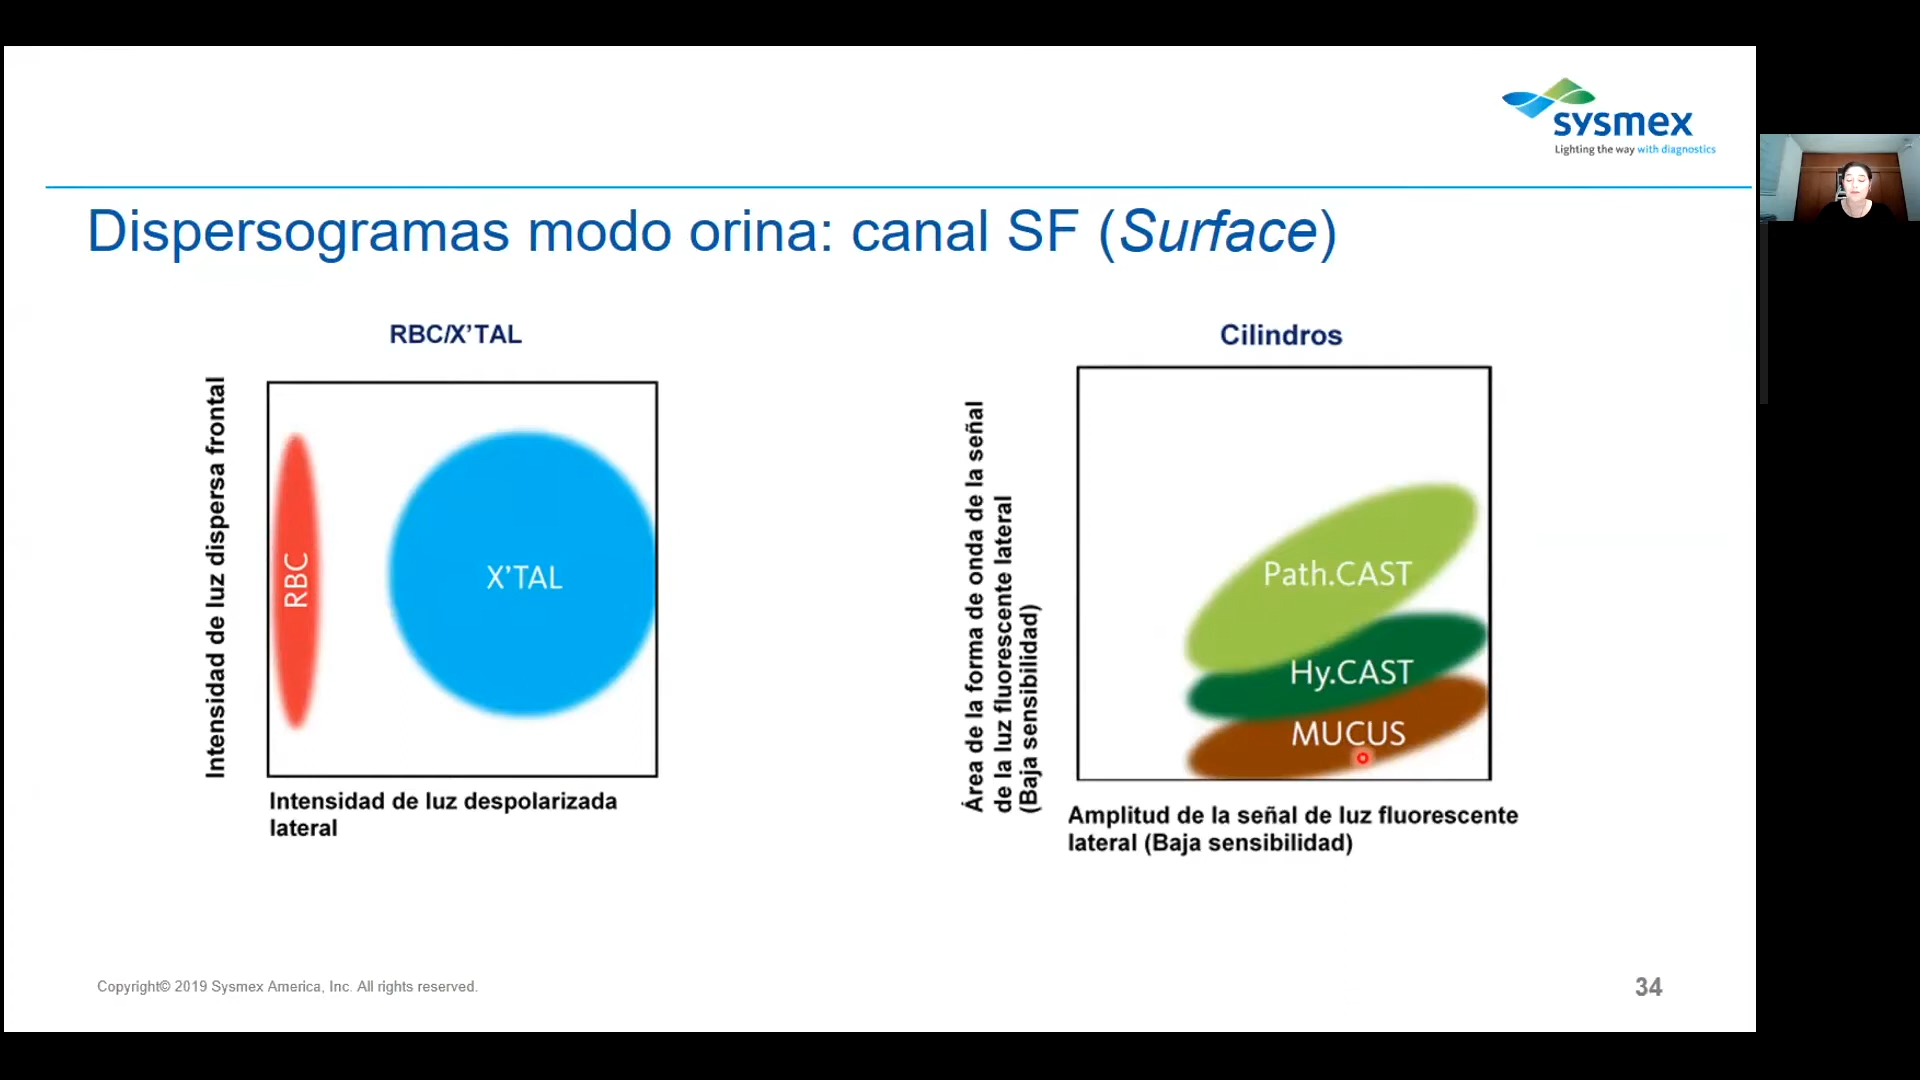 sysmex
Lighting the way with diagnostics
Dispersogramas modo orina: canal SF (Surface)
RBC/X’TAL
Intensidad de luz dispersa frontal
RBC
X’TAL
Intensidad de luz despolarizada
lateral
Cilindros
Área de la forma de onda de la señal
de la luz fluorescente lateral
(Baja sensibilidad)
Path.CAST
Hy.CAST
MUCUS
Amplitud de la señal de luz fluorescente
lateral (Baja sensibilidad)
Copyright© 2019 Sysmex America, Inc. All rights reserved.
34